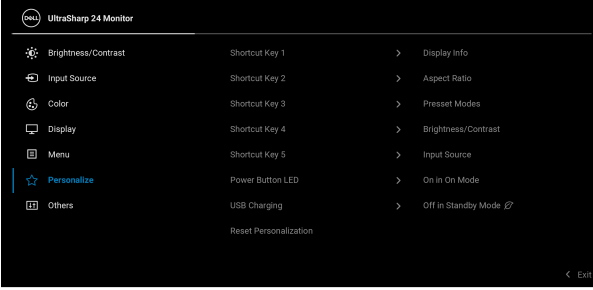 DELL UltraSharp 24 Monitor
Brightness/Contrast Shortcut Key 1 > Display Info
Input Source Shortcut Key 2 > Aspect Ratio
Color Shortcut Key 3 > Presset Modes
Display Shortcut Key 4 > Brightness/Contrast
Menu Shortcut Key 5 > Input Source
Personalize Power Button LED > On in On Mode
Others USB Charging > Off in Standby Mode
Reset Personalization
< Exit